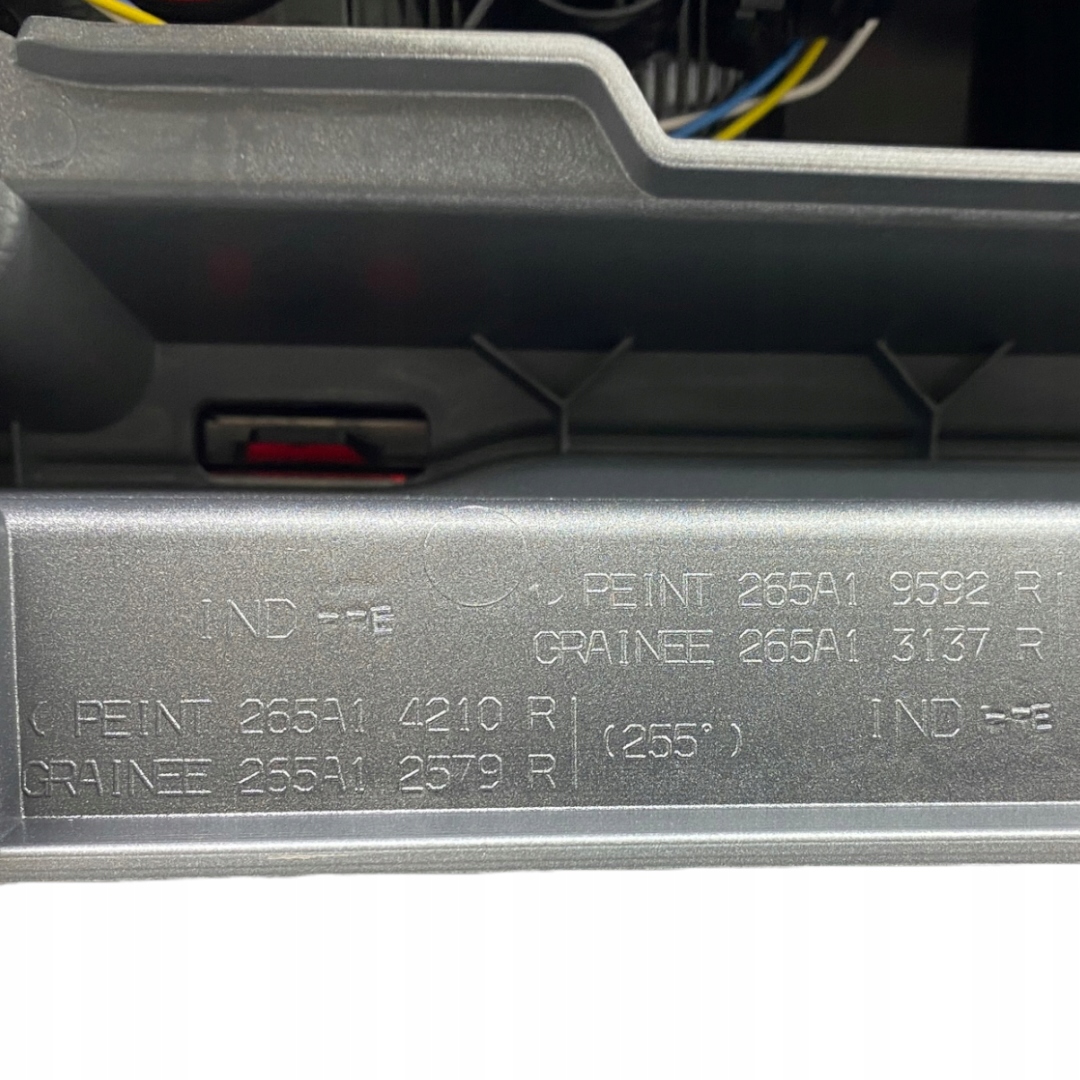 PEINT 265A1 9592 R
GRAINEE 265A1 3137 R
IND --E
PEINT 265A1 4210 R
GRAINEE 265A1 2579 R
(255°)
IND --E